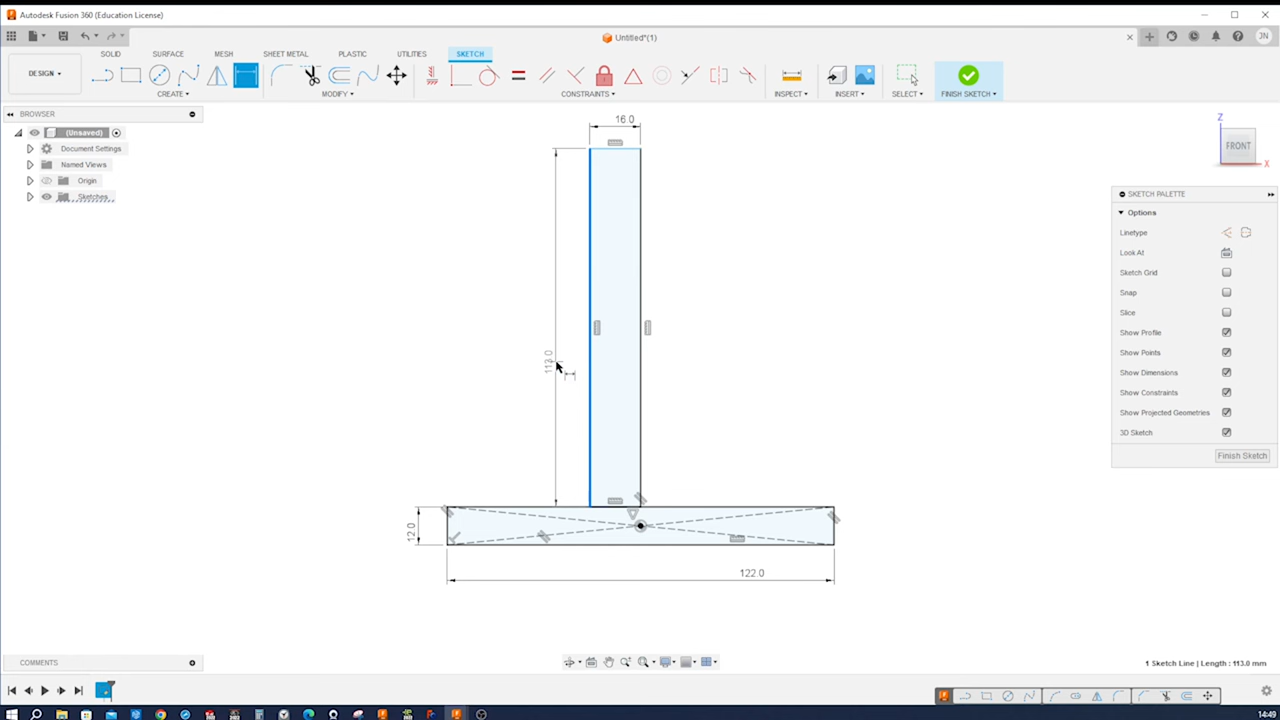 Autodesk Fusion 360 (Education License)
Untitled*(1)
JN
SOLID SURFACE MESH SHEET METAL PLASTIC UTILITIES SKETCH
DESIGN
CREATE MODIFY CONSTRAINTS INSPECT INSERT SELECT FINISH SKETCH
BROWSER
(Unsaved)
Document Settings
Named Views
Origin
Sketches
16.0
113.0
12.0
122.0
Z
FRONT
X
SKETCH PALETTE
Options
Linetype
Look At
Sketch Grid
Snap
Slice
Show Profile
Show Points
Show Dimensions
Show Constraints
Show Projected Geometries
3D Sketch
Finish Sketch
COMMENTS
1 Sketch Line | Length : 113.0 mm
14:49